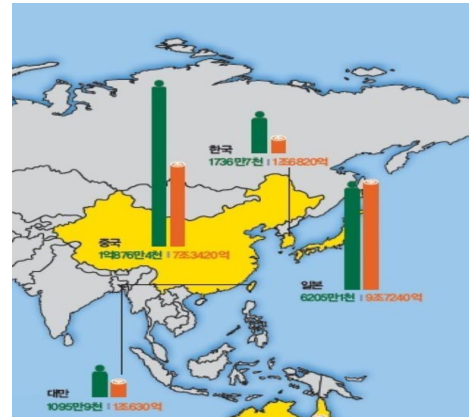 한국
1736만7천 | 1조6820억
중국
1억876만4천 | 7조3420억
일본
6205만1천 | 9조7240억
대만
1095만9천 | 1조630억